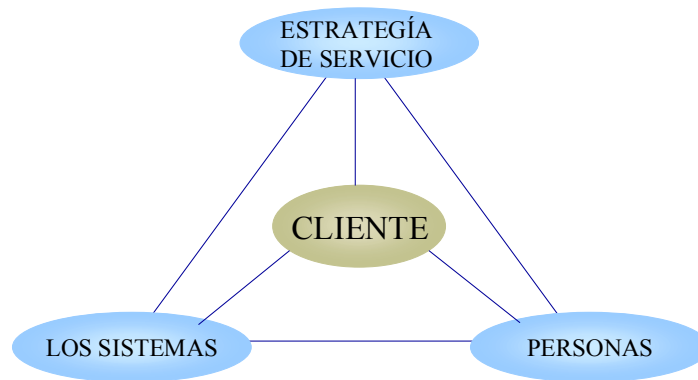 ESTRATEGÍA
DE SERVICIO
CLIENTE
LOS SISTEMAS
PERSONAS